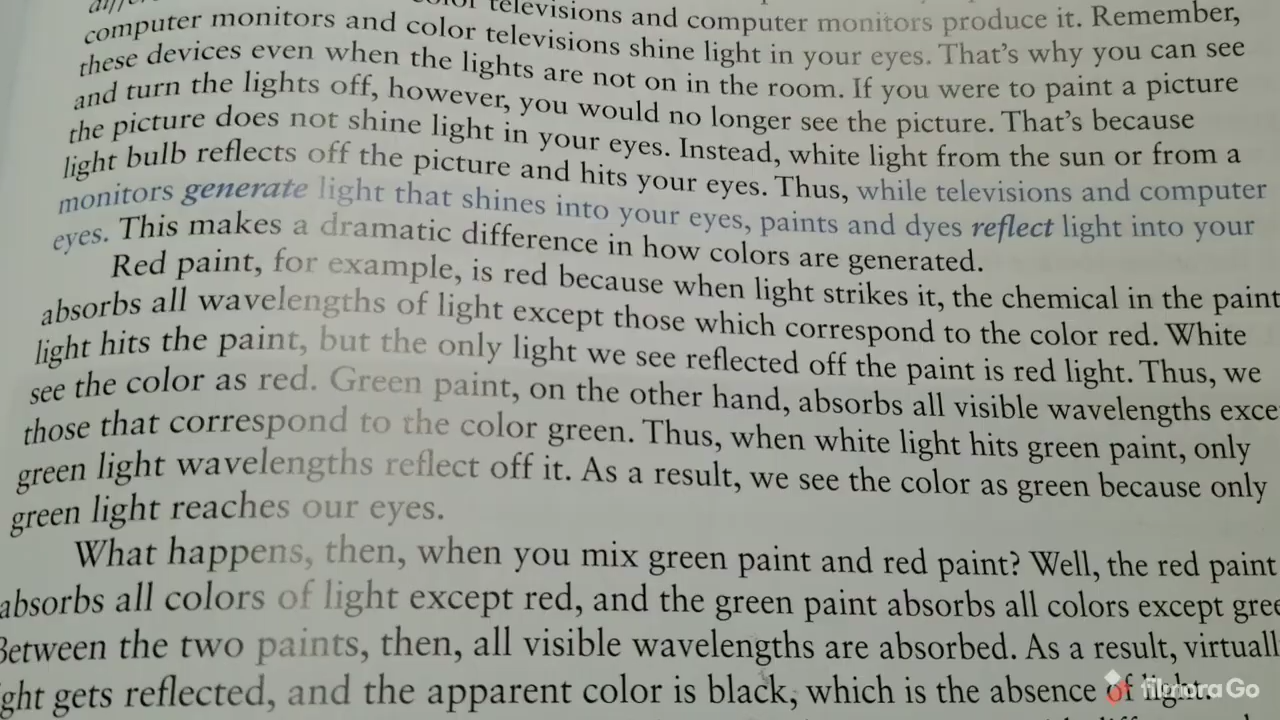 color televisions and computer monitors produce it. Remember,
computer monitors and color televisions shine light in your eyes. That's why you can see
these devices even when the lights are not on in the room. If you were to paint a picture
and turn the lights off, however, you would no longer see the picture. That's because
the picture does not shine light in your eyes. Instead, white light from the sun or from a
light bulb reflects off the picture and hits your eyes. Thus, while televisions and computer
monitors generate light that shines into your eyes, paints and dyes reflect light into your
eyes. This makes a dramatic difference in how colors are generated.
Red paint, for example, is red because when light strikes it, the chemical in the paint
absorbs all wavelengths of light except those which correspond to the color red. White
light hits the paint, but the only light we see reflected off the paint is red light. Thus, we
see the color as red. Green paint, on the other hand, absorbs all visible wavelengths exce
those that correspond to the color green. Thus, when white light hits green paint, only
green light wavelengths reflect off it. As a result, we see the color as green because only
green light reaches our eyes.
What happens, then, when you mix green paint and red paint? Well, the red paint
absorbs all colors of light except red, and the green paint absorbs all colors except gree
Between the two paints, then, all visible wavelengths are absorbed. As a result, virtuall
ght gets reflected, and the apparent color is black, which is the absence of light.
filmora Go